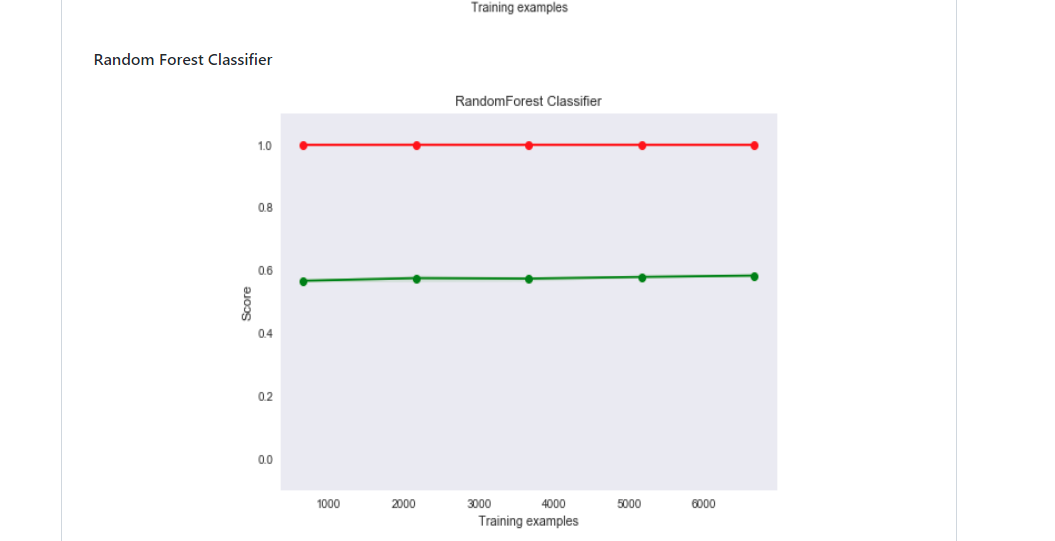 Training examples
Random Forest Classifier
RandomForest Classifier
1.0
0.8
0.6
0.4
0.2
0.0
Score
1000 2000 3000 4000 5000 6000
Training examples